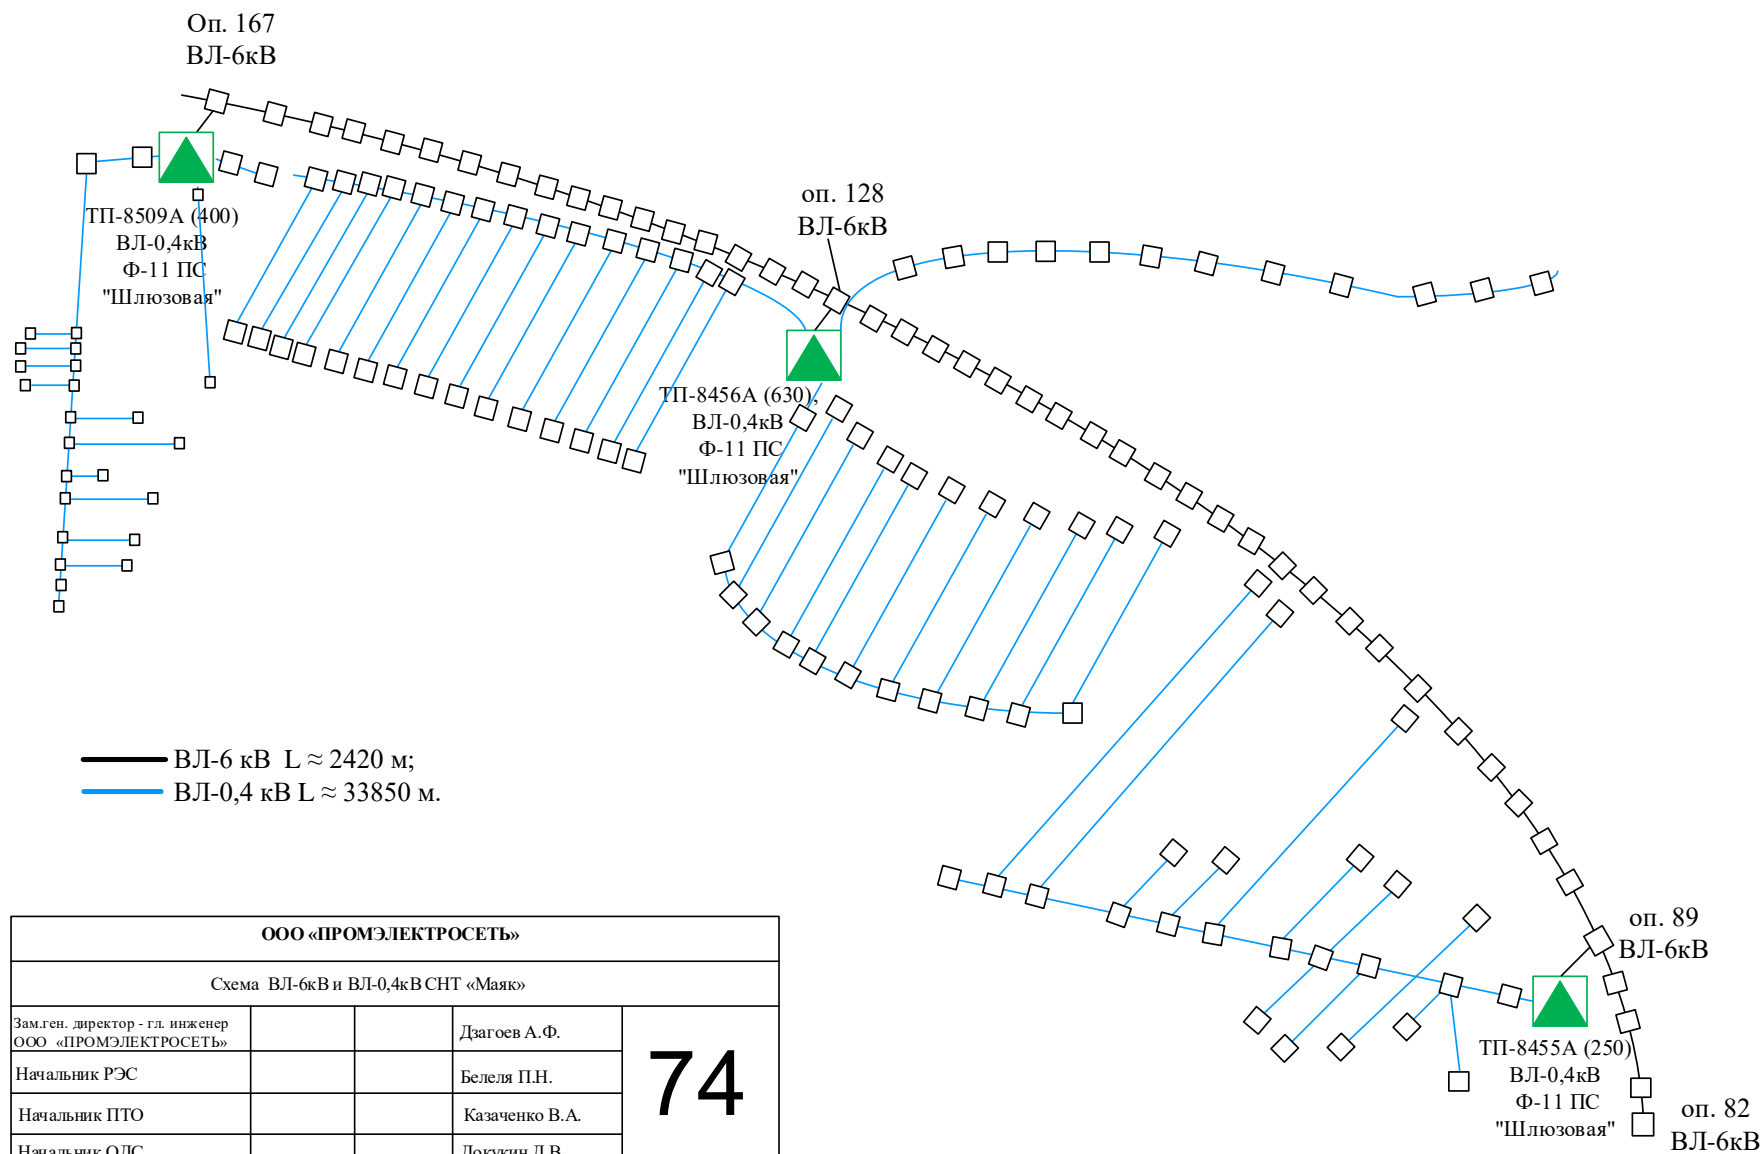 Оп. 167
ВЛ-6кВ
оп. 128
ВЛ-6кВ
ТП-8509А (400)
ВЛ-0,4кВ
Ф-11 ПС
"Шлюзовая"
ТП-8456А (630),
ВЛ-0,4кВ
Ф-11 ПС
"Шлюзовая"
ВЛ-6 кВ L ≈ 2420 м;
ВЛ-0,4 кВ L ≈ 33850 м.
оп. 89
ВЛ-6кВ
ТП-8455А (250)
ВЛ-0,4кВ
Ф-11 ПС
"Шлюзовая"
оп. 82
ВЛ-6кВ
ООО «ПРОМЭЛЕКТРОСЕТЬ»
Схема ВЛ-6кВ и ВЛ-0,4кВ СНТ «Маяк»
Зам.ген. директор - гл. инженер
ООО «ПРОМЭЛЕКТРОСЕТЬ»
Дзагоев А.Ф.
74
Начальник РЭС
Белеля П.Н.
Начальник ПТО
Казаченко В.А.
Начальник ОДС
Докукин Д.В.